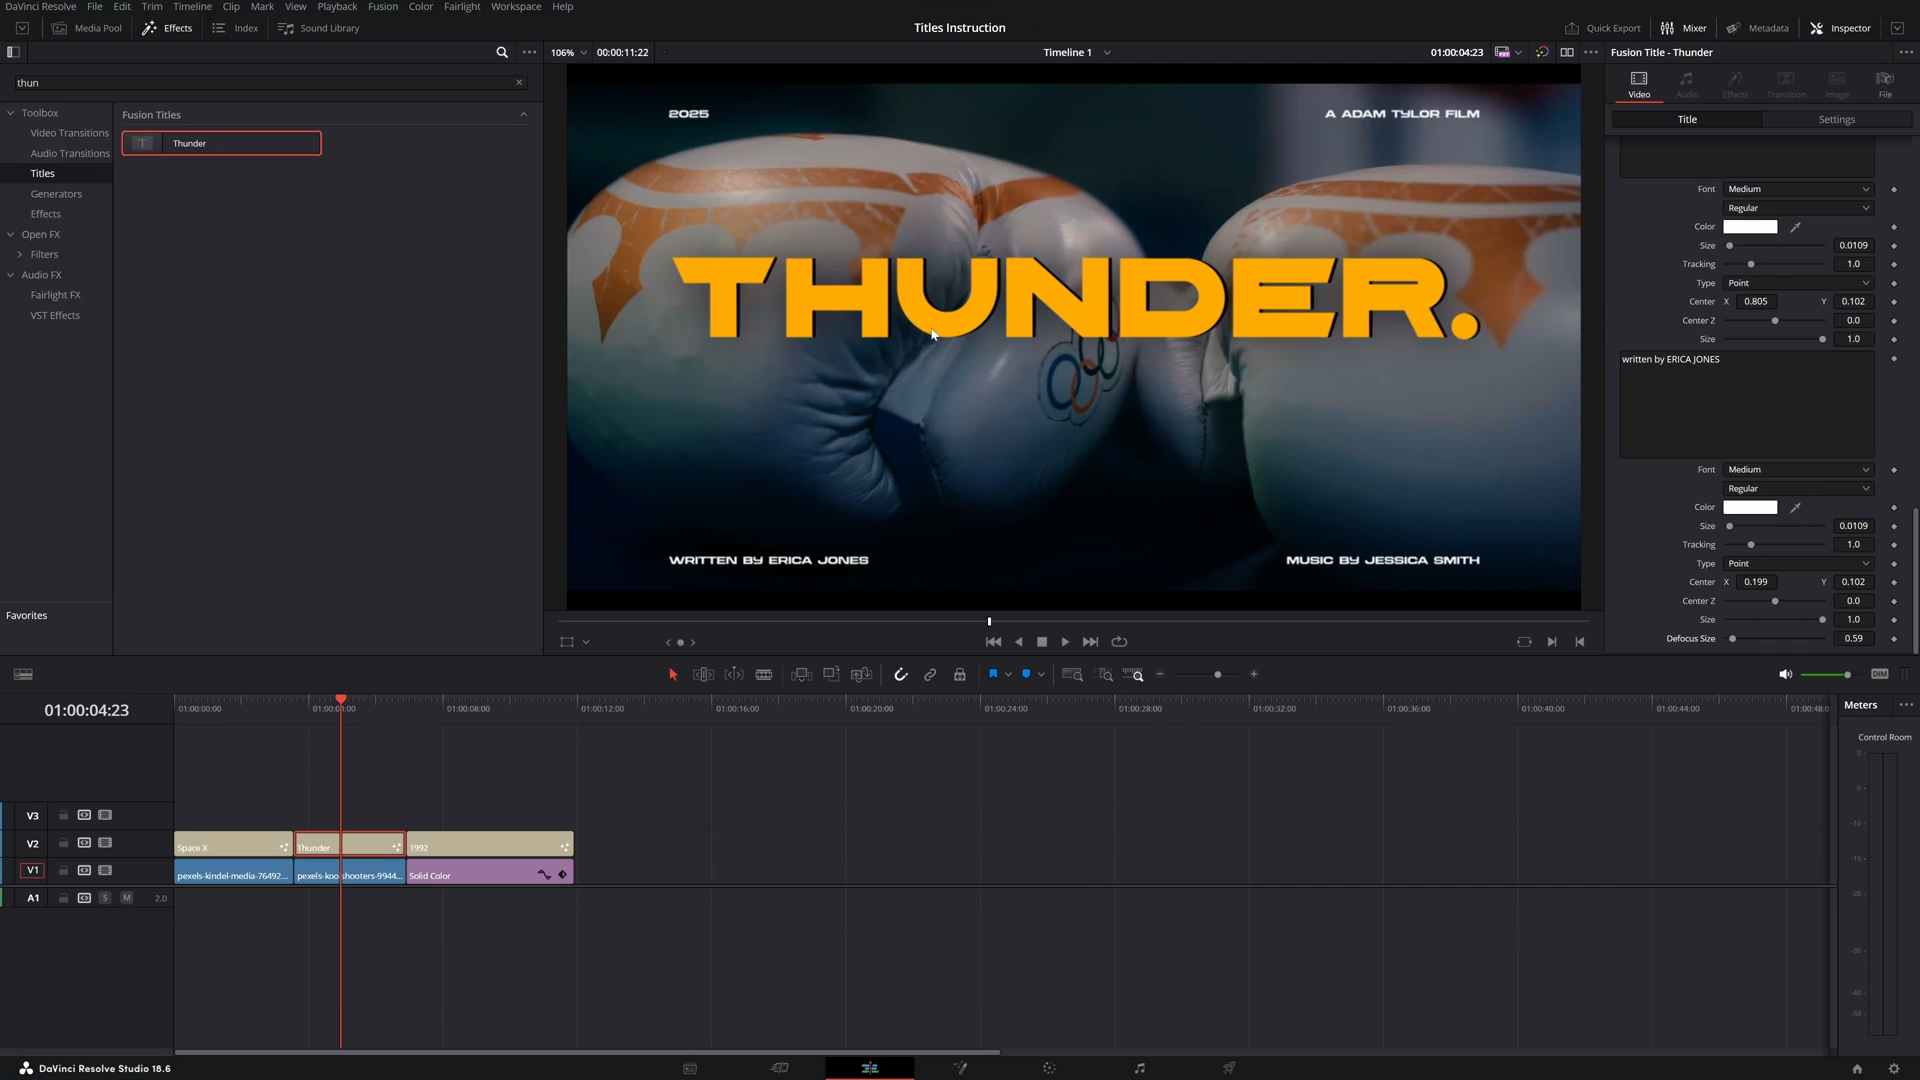 DaVinci Resolve File Edit Trim Timeline Clip Mark View Playback Fusion Color Fairlight Workspace Help
Media Pool Effects Index Sound Library Titles Instruction Quick Export Mixer Metadata Inspector
106% 00:00:11:22 Timeline 1 01:00:04:23 Fusion Title - Thunder
thun
Video Audio Effects Transition Image File
Title Settings
Toolbox
Video Transitions
Audio Transitions
Titles
Generators
Effects
Open FX
Filters
Audio FX
Fairlight FX
VST Effects
Favorites
Fusion Titles
Thunder
2025 A ADAM TYLOR FILM
THUNDER.
WRITTEN BY ERICA JONES MUSIC BY JESSICA SMITH
Font Medium
Regular
Color
Size 0.0109
Tracking 1.0
Type Point
Center X 0.805 Y 0.102
Center Z 0.0
Size 1.0
written by ERICA JONES
Font Medium
Regular
Color
Size 0.0109
Tracking 1.0
Type Point
Center X 0.199 Y 0.102
Center Z 0.0
Size 1.0
Defocus Size 0.59
DIM
01:00:04:23
01:00:00:00 01:00:08:00 01:00:12:00 01:00:16:00 01:00:20:00 01:00:24:00 01:00:28:00 01:00:32:00 01:00:36:00 01:00:40:00 01:00:44:00
Meters
Control Room
0
-5
-10
-15
-20
-30
-40
-50
V3
V2 Space X Thunder 1992
V1 pexels-kindel-media-76492... Solid Color
A1 S M 2.0
DaVinci Resolve Studio 18.6